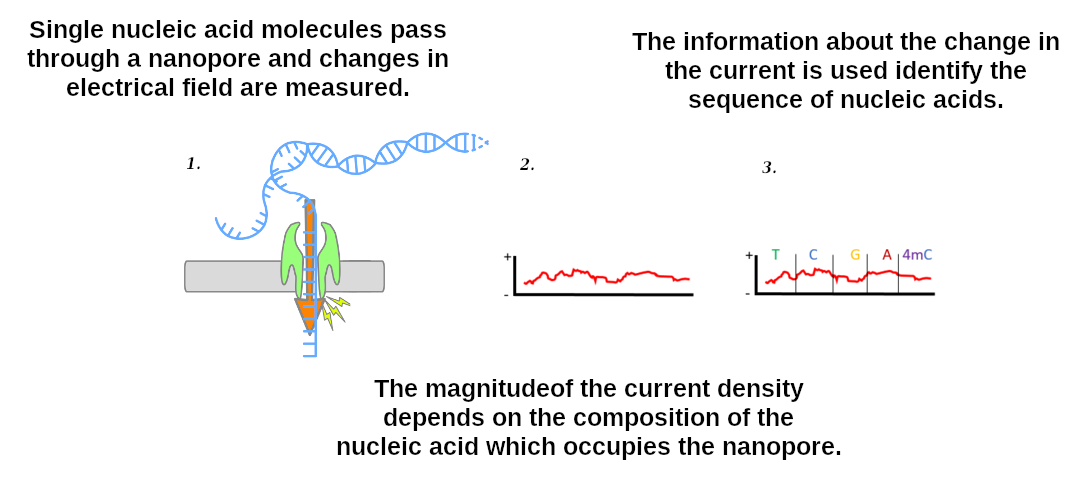 Single nucleic acid molecules pass
through a nanopore and changes in
electrical field are measured.
The information about the change in
the current is used identify the
sequence of nucleic acids.
1.
2.
3.
+
-
+ T C G A 4mC
-
The magnitudeof the current density
depends on the composition of the
nucleic acid which occupies the nanopore.